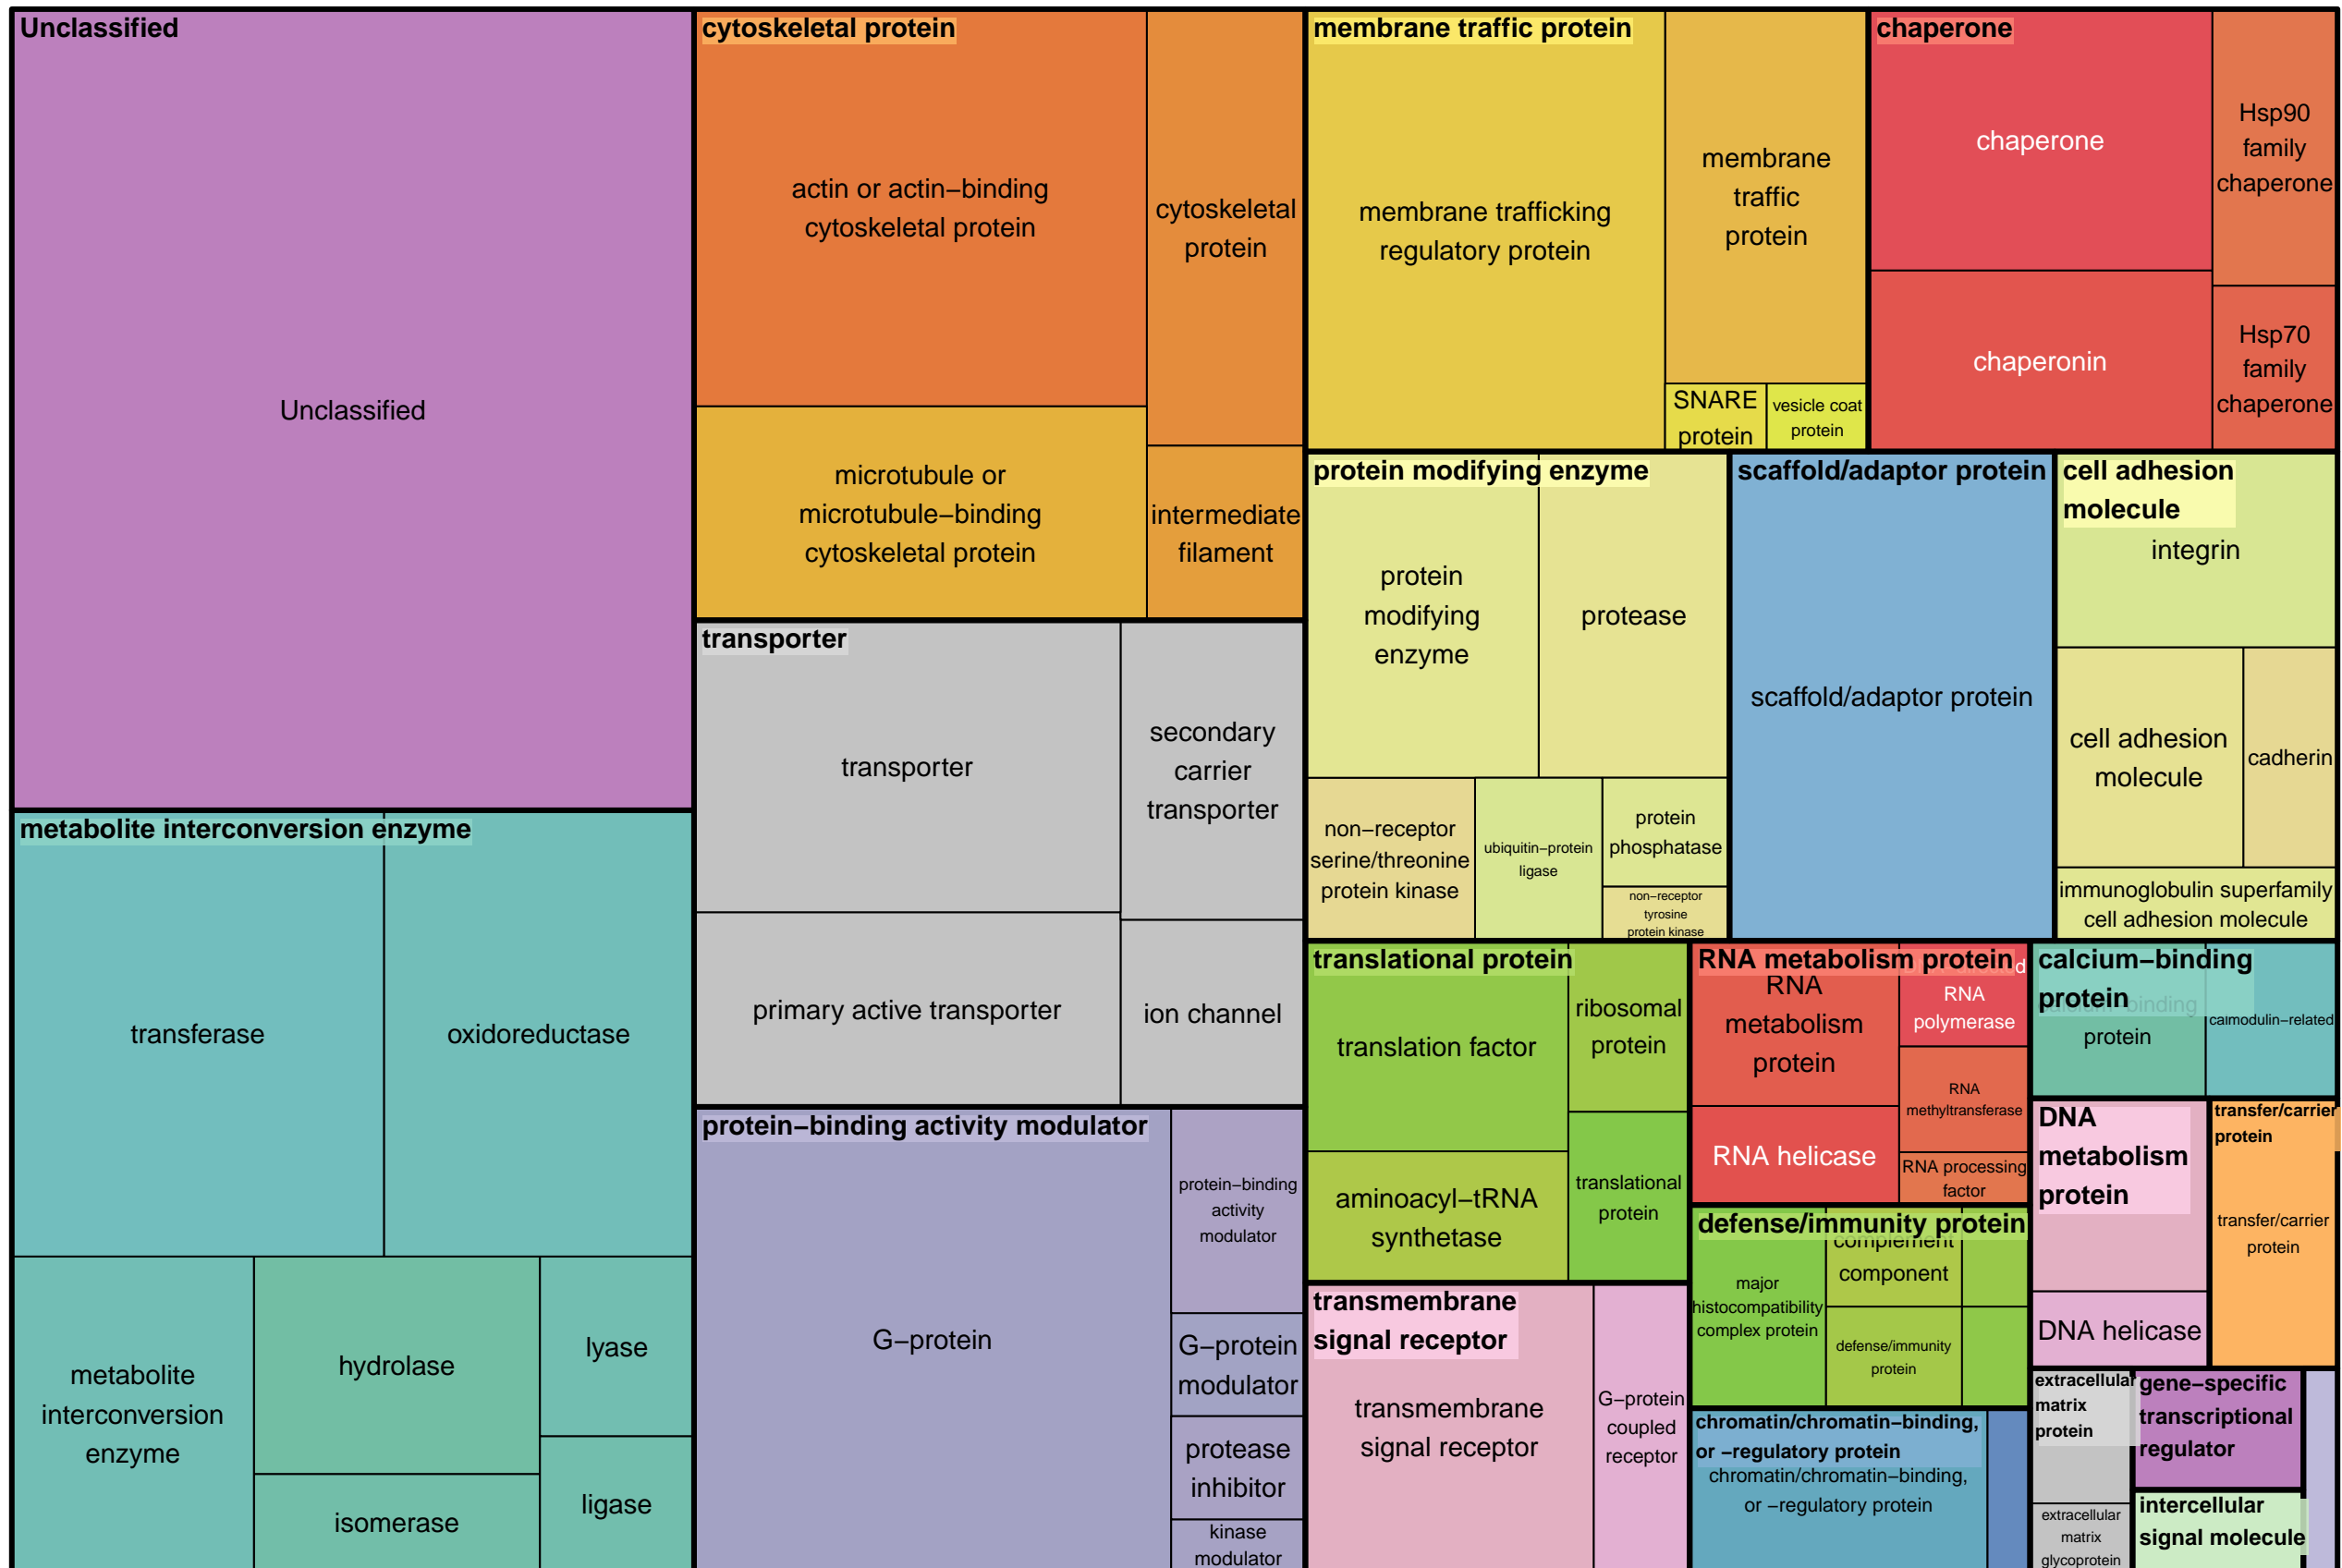 Unclassified
Unclassified
metabolite interconversion enzyme
transferase
oxidoreductase
metabolite
interconversion
enzyme
hydrolase
isomerase
lyase
ligase
cytoskeletal protein
actin or actin−binding
cytoskeletal protein
cytoskeletal
protein
microtubule or
microtubule−binding
cytoskeletal protein
intermediate
filament
transporter
transporter
secondary
carrier
transporter
primary active transporter
ion channel
protein−binding activity modulator
G−protein
protein−binding
activity
modulator
G−protein
modulator
protease
inhibitor
kinase
modulator
membrane traffic protein
membrane trafficking
regulatory protein
membrane
traffic
protein
SNARE
protein
vesicle coat
protein
chaperone
chaperone
chaperonin
Hsp90
family
chaperone
Hsp70
family
chaperone
protein modifying enzyme
protein
modifying
enzyme
protease
non−receptor
serine/threonine
protein kinase
ubiquitin−protein
ligase
protein
phosphatase
non−receptor
tyrosine
protein kinase
scaffold/adaptor protein
scaffold/adaptor protein
cell adhesion
molecule
integrin
cell adhesion
molecule
cadherin
immunoglobulin superfamily
cell adhesion molecule
translational protein
translation factor
ribosomal
protein
aminoacyl−tRNA
synthetase
translational
protein
RNA metabolism protein
RNA
metabolism
protein
RNA
polymerase
RNA
methyltransferase
RNA helicase
RNA processing
factor
calcium−binding
protein
calcium−binding
protein
calmodulin−related
DNA
metabolism
protein
DNA helicase
transfer/carrier
protein
transfer/carrier
protein
defense/immunity protein
major
histocompatibility
complex protein
complement
component
defense/immunity
protein
transmembrane
signal receptor
transmembrane
signal receptor
G−protein
coupled
receptor
chromatin/chromatin−binding,
or −regulatory protein
chromatin/chromatin−binding,
or −regulatory protein
extracellular
matrix
protein
extracellular
matrix
glycoprotein
gene−specific
transcriptional
regulator
intercellular
signal molecule